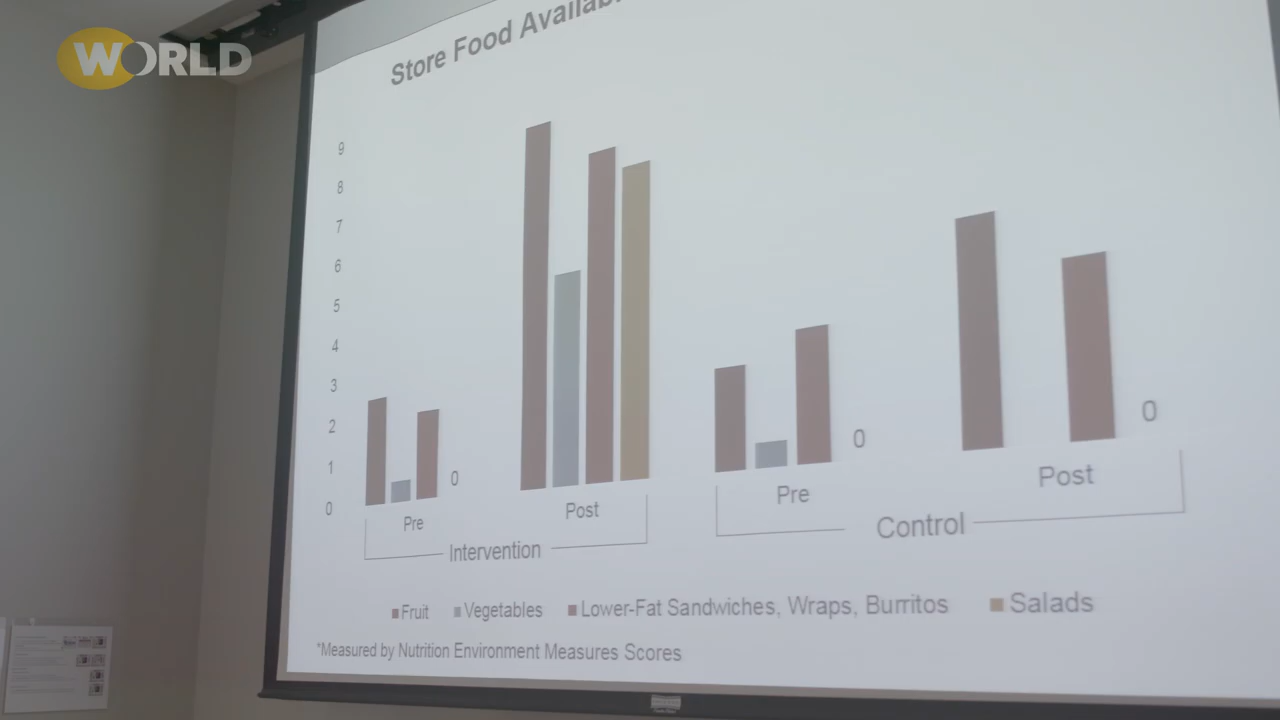 WORLD
Store Food Availab
9
8
7
6
5
4
3
2
1
0
0
0
0
Pre
Post
Pre
Post
Intervention
Control
Fruit Vegetables Lower-Fat Sandwiches, Wraps, Burritos Salads
*Measured by Nutrition Environment Measures Scores